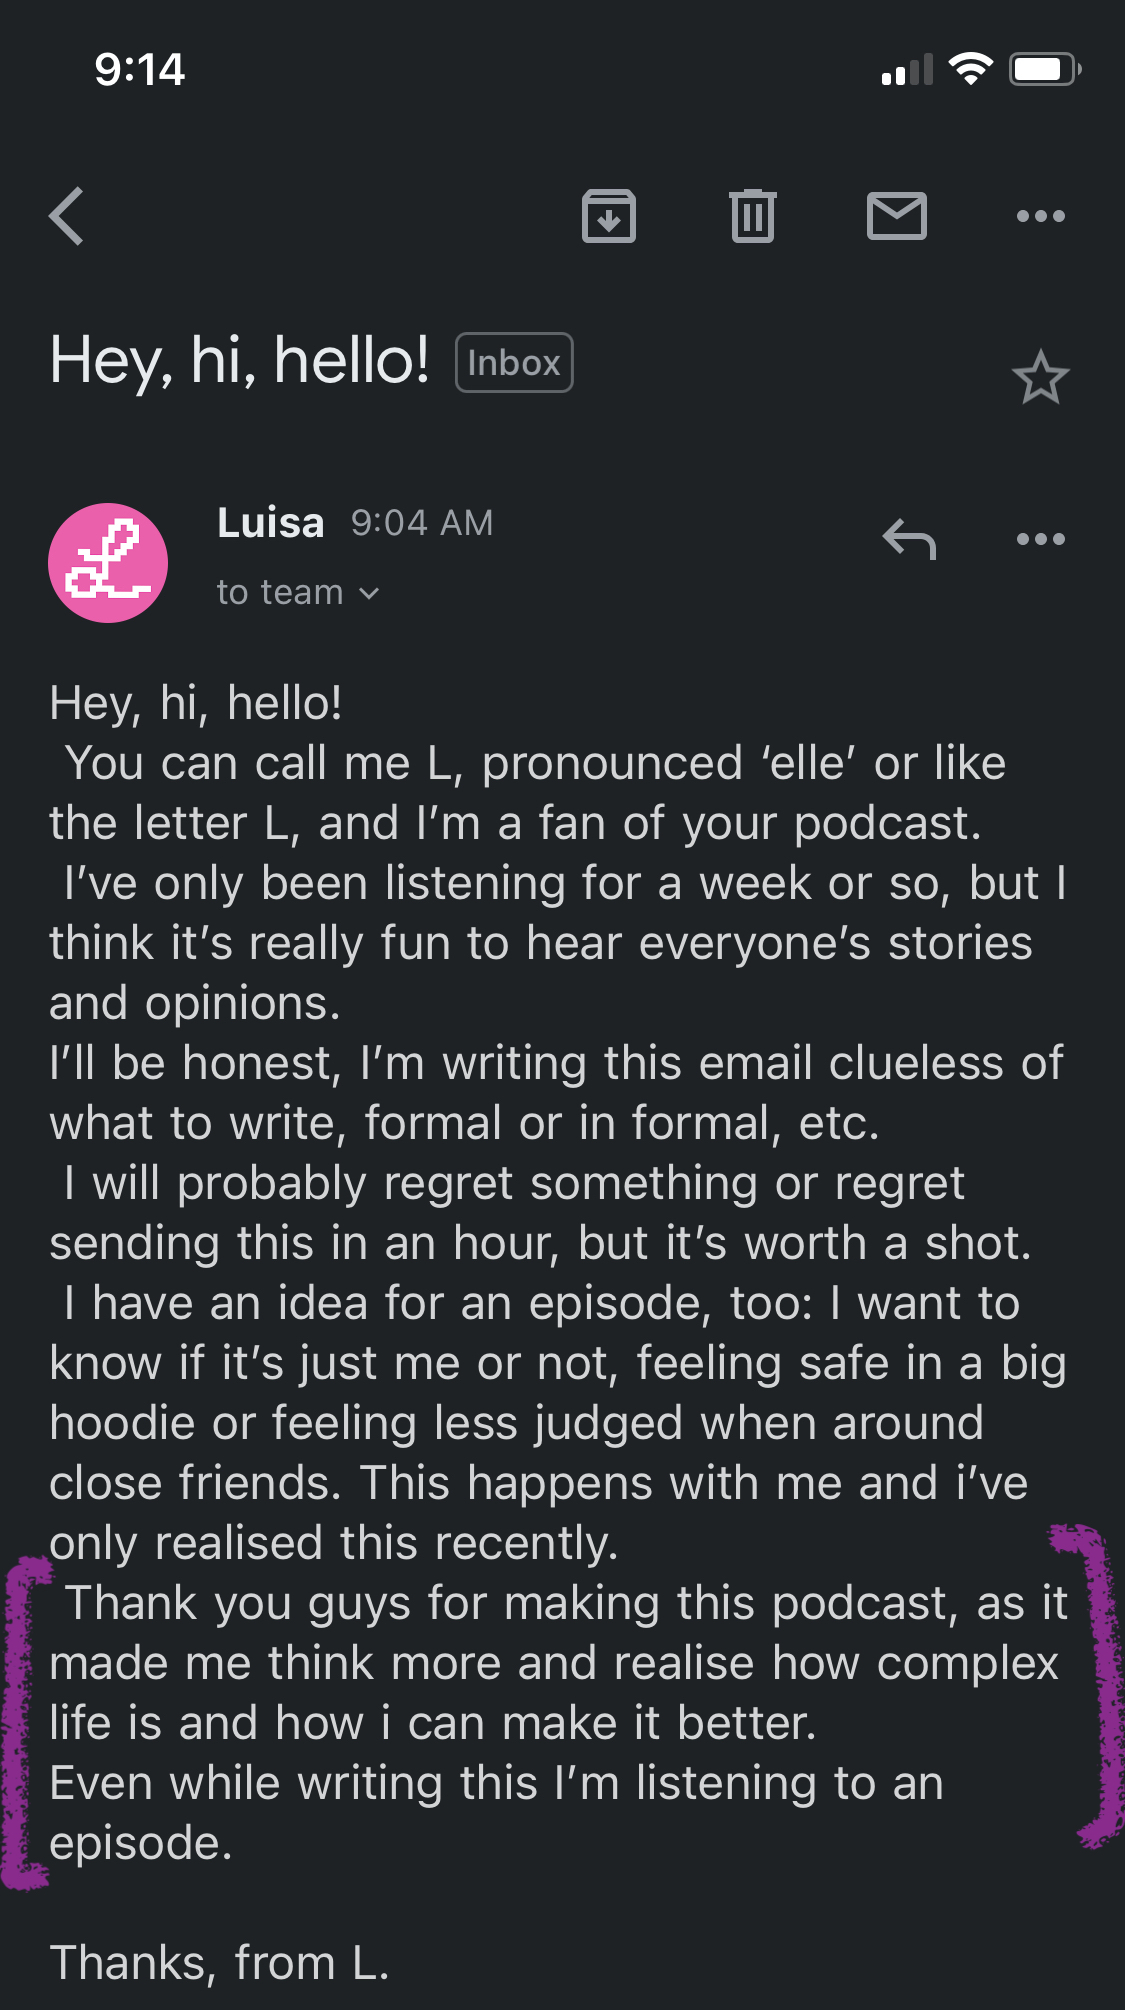 9:14
Hey, hi, hello! Inbox
Luisa 9:04 AM
to team
Hey, hi, hello!
You can call me L, pronounced ‘elle’ or like
the letter L, and I’m a fan of your podcast.
I’ve only been listening for a week or so, but I
think it’s really fun to hear everyone’s stories
and opinions.
I’ll be honest, I’m writing this email clueless of
what to write, formal or in formal, etc.
I will probably regret something or regret
sending this in an hour, but it’s worth a shot.
I have an idea for an episode, too: I want to
know if it’s just me or not, feeling safe in a big
hoodie or feeling less judged when around
close friends. This happens with me and i’ve
only realised this recently.
Thank you guys for making this podcast, as it
made me think more and realise how complex
life is and how i can make it better.
Even while writing this I’m listening to an
episode.
Thanks, from L.